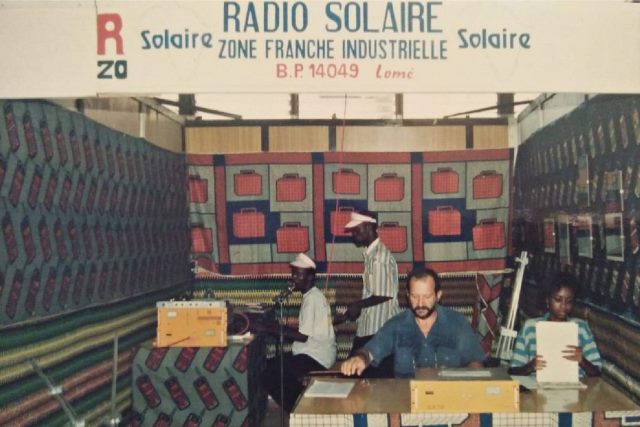 R
ZO
Solaire
RADIO SOLAIRE
ZONE FRANCHE INDUSTRIELLE
B.P. 14049 Lomé
Solaire